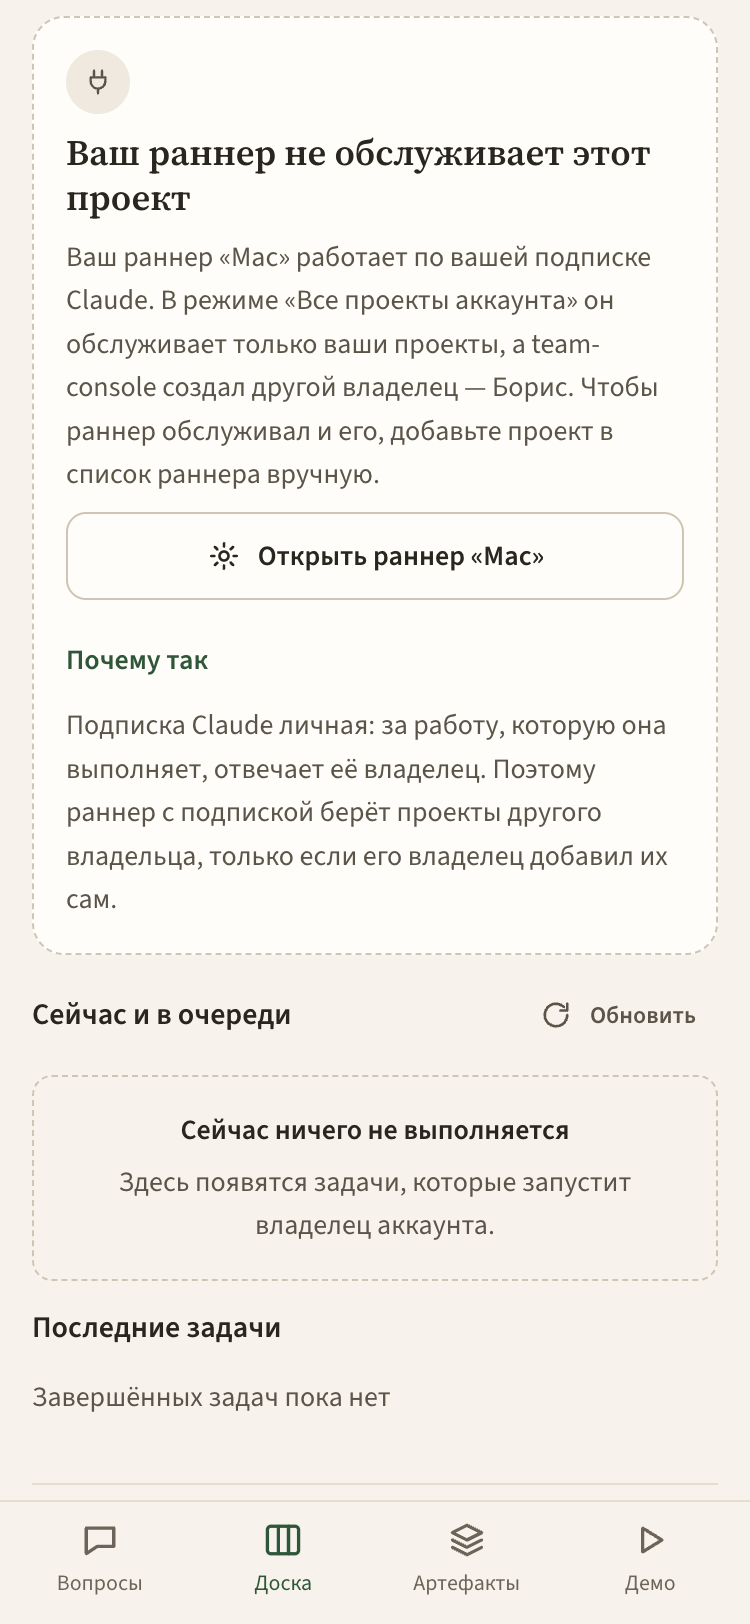 Ваш раннер не обслуживает этот
проект
Ваш раннер «Mac» работает по вашей подписке
Claude. В режиме «Все проекты аккаунта» он
обслуживает только ваши проекты, а team-
console создал другой владелец — Борис. Чтобы
раннер обслуживал и его, добавьте проект в
список раннера вручную.
Открыть раннер «Mac»
Почему так
Подписка Claude личная: за работу, которую она
выполняет, отвечает её владелец. Поэтому
раннер с подпиской берёт проекты другого
владельца, только если его владелец добавил их
сам.
Сейчас и в очереди
Обновить
Сейчас ничего не выполняется
Здесь появятся задачи, которые запустит
владелец аккаунта.
Последние задачи
Завершённых задач пока нет
Вопросы
Доска
Артефакты
Демо